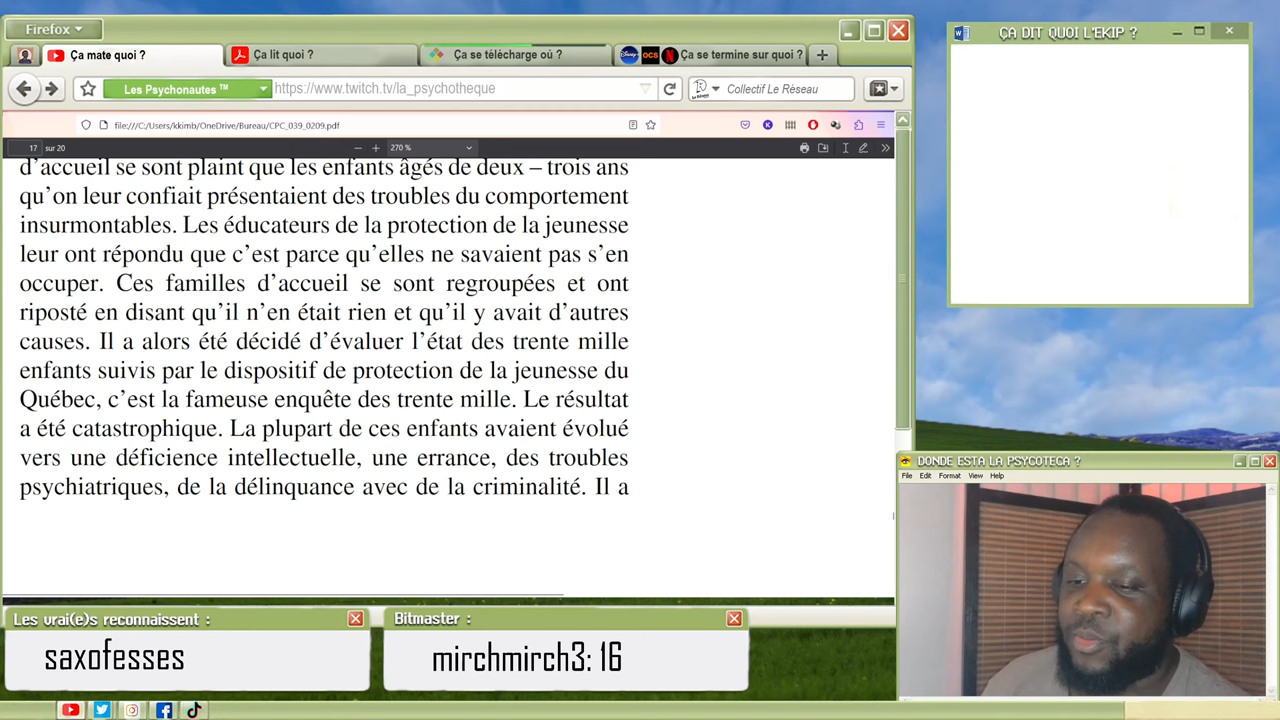 Firefox
Ça mate quoi ?
Ça lit quoi ?
Ça se télécharge où ?
Disney+
OCS
Ça se termine sur quoi ?
Les Psychonautes ™
https://www.twitch.tv/la_psychotheque
Collectif Le Réseau
file:///C:/Users/kkimb/OneDrive/Bureau/CPC_039_0209.pdf
17 sur 20
270 %
d’accueil se sont plaint que les enfants âgés de deux – trois ans
qu’on leur confiait présentaient des troubles du comportement
insurmontables. Les éducateurs de la protection de la jeunesse
leur ont répondu que c’est parce qu’elles ne savaient pas s’en
occuper. Ces familles d’accueil se sont regroupées et ont
riposté en disant qu’il n’en était rien et qu’il y avait d’autres
causes. Il a alors été décidé d’évaluer l’état des trente mille
enfants suivis par le dispositif de protection de la jeunesse du
Québec, c’est la fameuse enquête des trente mille. Le résultat
a été catastrophique. La plupart de ces enfants avaient évolué
vers une déficience intellectuelle, une errance, des troubles
psychiatriques, de la délinquance avec de la criminalité. Il a
ÇA DIT QUOI L'EKIP ?
DONDE ESTA LA PSYCOTECA ?
File Edit Format View Help
Les vrai(e)s reconnaissent :
saxofesses
Bitmaster :
mirchmirch3: 16